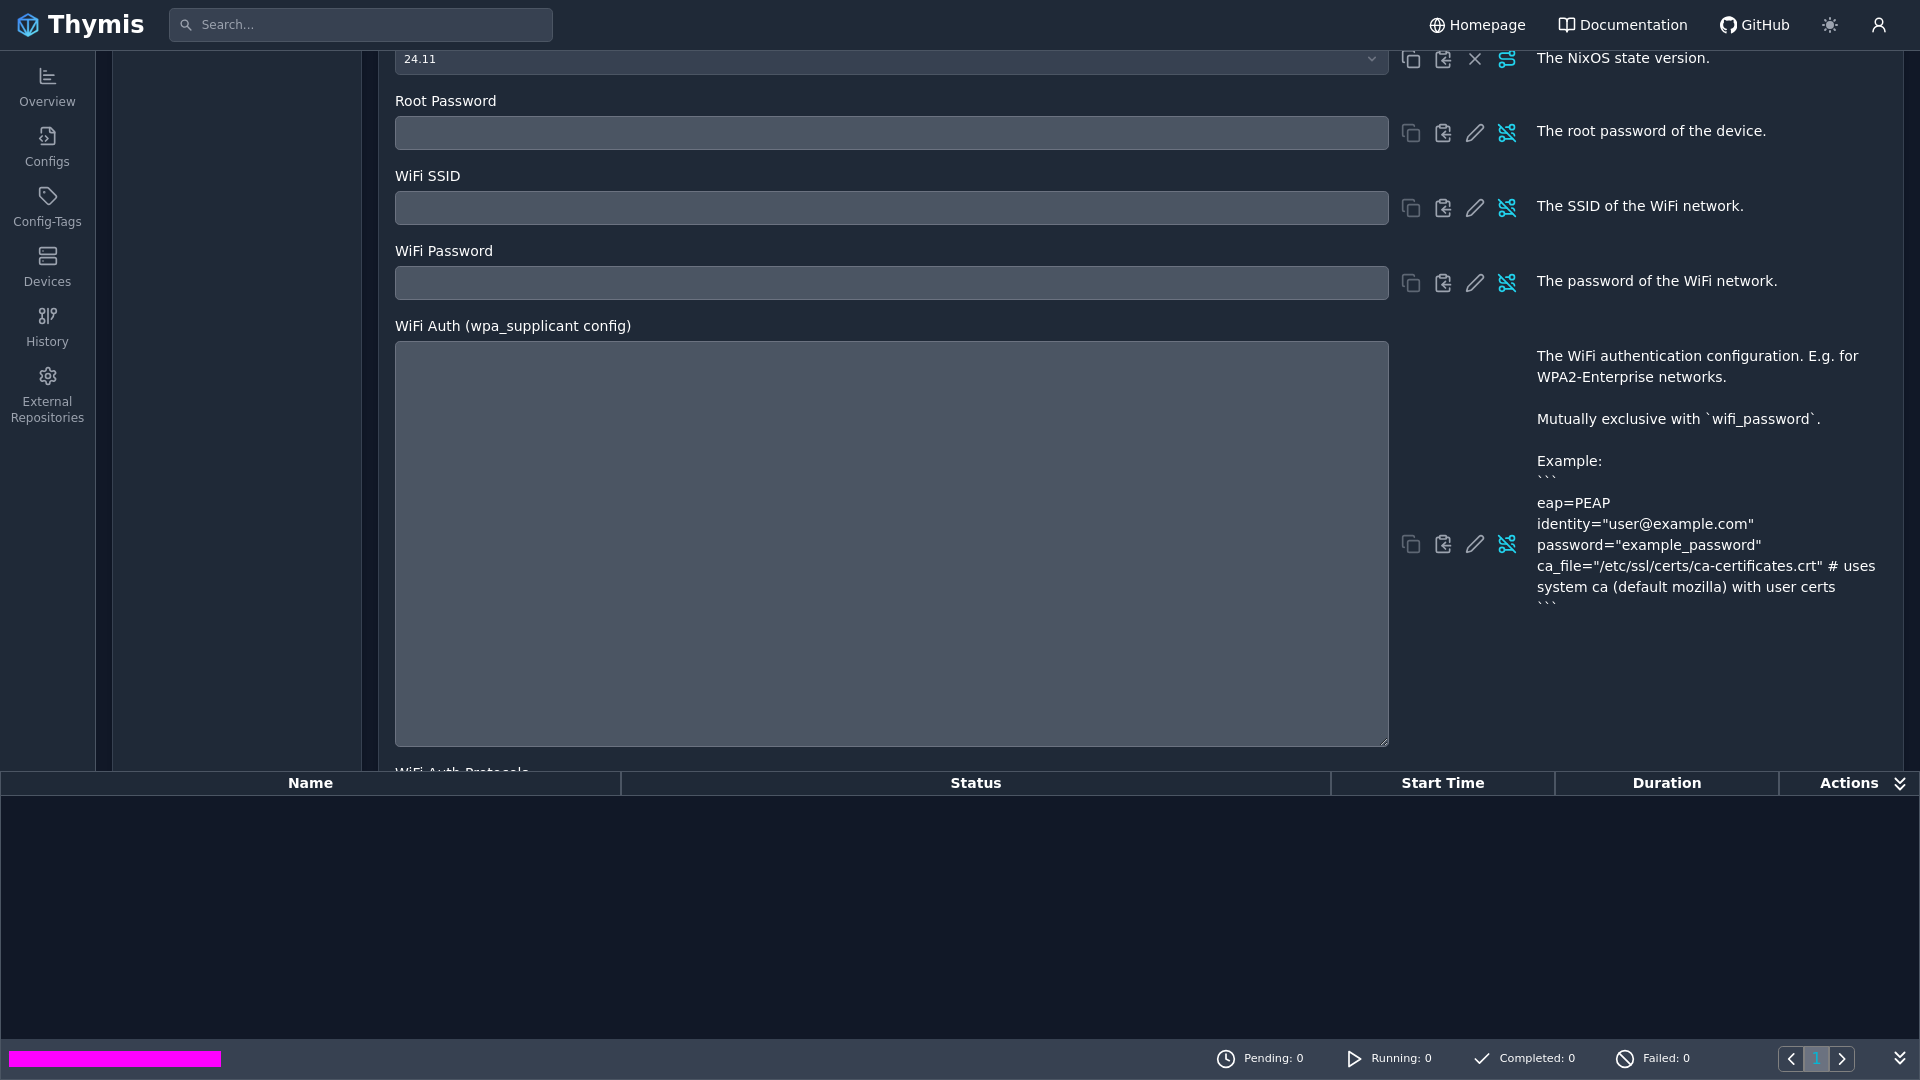 Thymis
Search...
Homepage
Documentation
GitHub
Overview
Configs
Config-Tags
Devices
History
External
Repositories
24.11
The NixOS state version.
Root Password
The root password of the device.
WiFi SSID
The SSID of the WiFi network.
WiFi Password
The password of the WiFi network.
WiFi Auth (wpa_supplicant config)
The WiFi authentication configuration. E.g. for
WPA2-Enterprise networks.
Mutually exclusive with `wifi_password`.
Example:
```
eap=PEAP
identity="user@example.com"
password="example_password"
ca_file="/etc/ssl/certs/ca-certificates.crt" # uses
system ca (default mozilla) with user certs
```
WiFi Auth Protocols
Name
Status
Start Time
Duration
Actions
Pending: 0
Running: 0
Completed: 0
Failed: 0
1